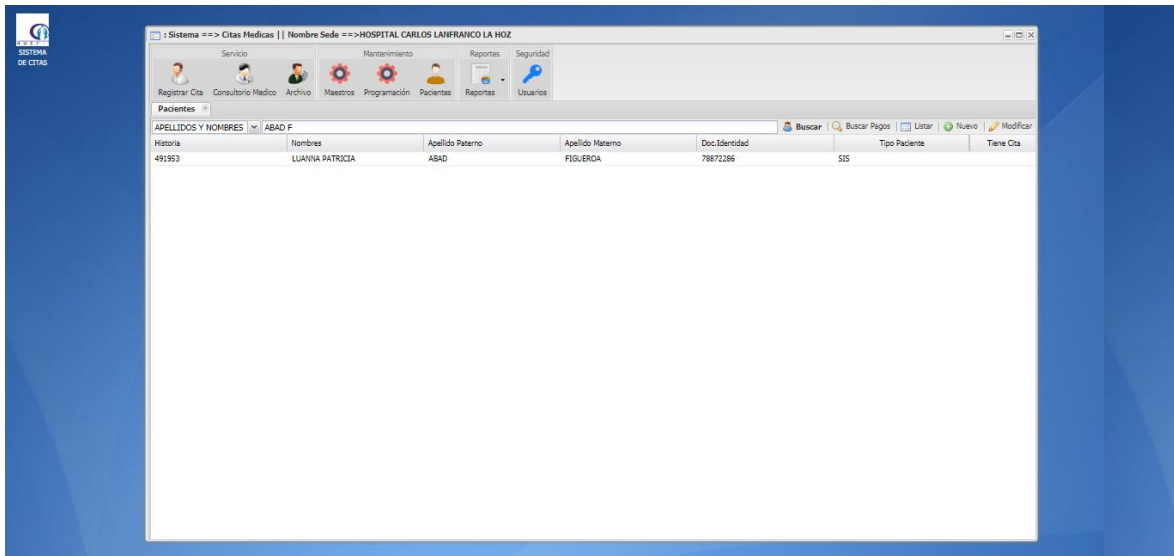 SISTEMA
DE CITAS
: Sistema ==> Citas Medicas || Nombre Sede ==>HOSPITAL CARLOS LANFRANCO LA HOZ
Servicio Mantenimiento Reportes Seguridad
Registrar Cita Consultorio Medico Archivo Maestros Programación Pacientes Reportes Usuarios
Pacientes
APELLIDOS Y NOMBRES ABAD F Buscar Buscar Pagos Listar Nuevo Modificar
Historia Nombres Apellido Paterno Apellido Materno Doc.Identidad Tipo Paciente Tiene Cita
491953 LUANNA PATRICIA ABAD FIGUEROA 78872286 SIS